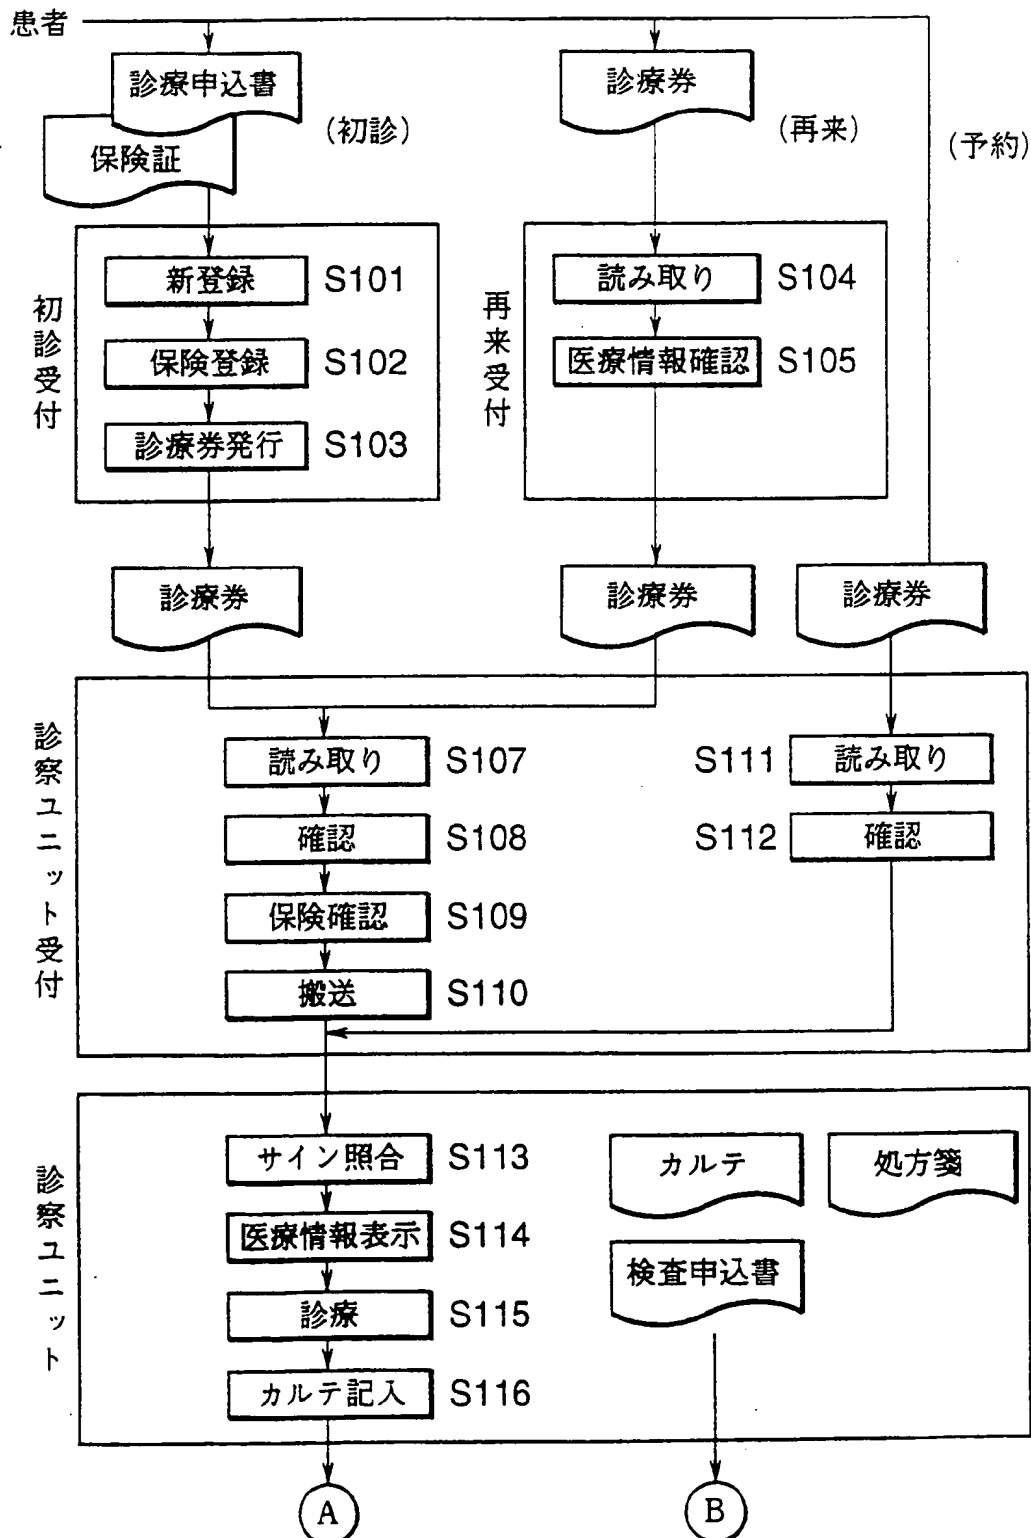 患者
診療申込書
保険証
(初診)
診療券
(再来)
(予約)
初診受付
新登録 S101
保険登録 S102
診療券発行 S103
再来受付
読み取り S104
医療情報確認 S105
診療券
診療券
診療券
診察ユニット受付
読み取り S107
確認 S108
保険確認 S109
搬送 S110
S111 読み取り
S112 確認
診察ユニット
サイン照合 S113
医療情報表示 S114
診療 S115
カルテ記入 S116
カルテ
処方箋
検査申込書
A
B